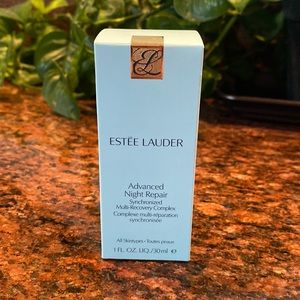 ESTĒE LAUDER
Advanced
Night Repair
Synchronized
Multi-Recovery Complex
Complexe multi-réparation
synchronisée
All Skintypes • Toutes peaux
1 FL. OZ. LIQ./30ml e